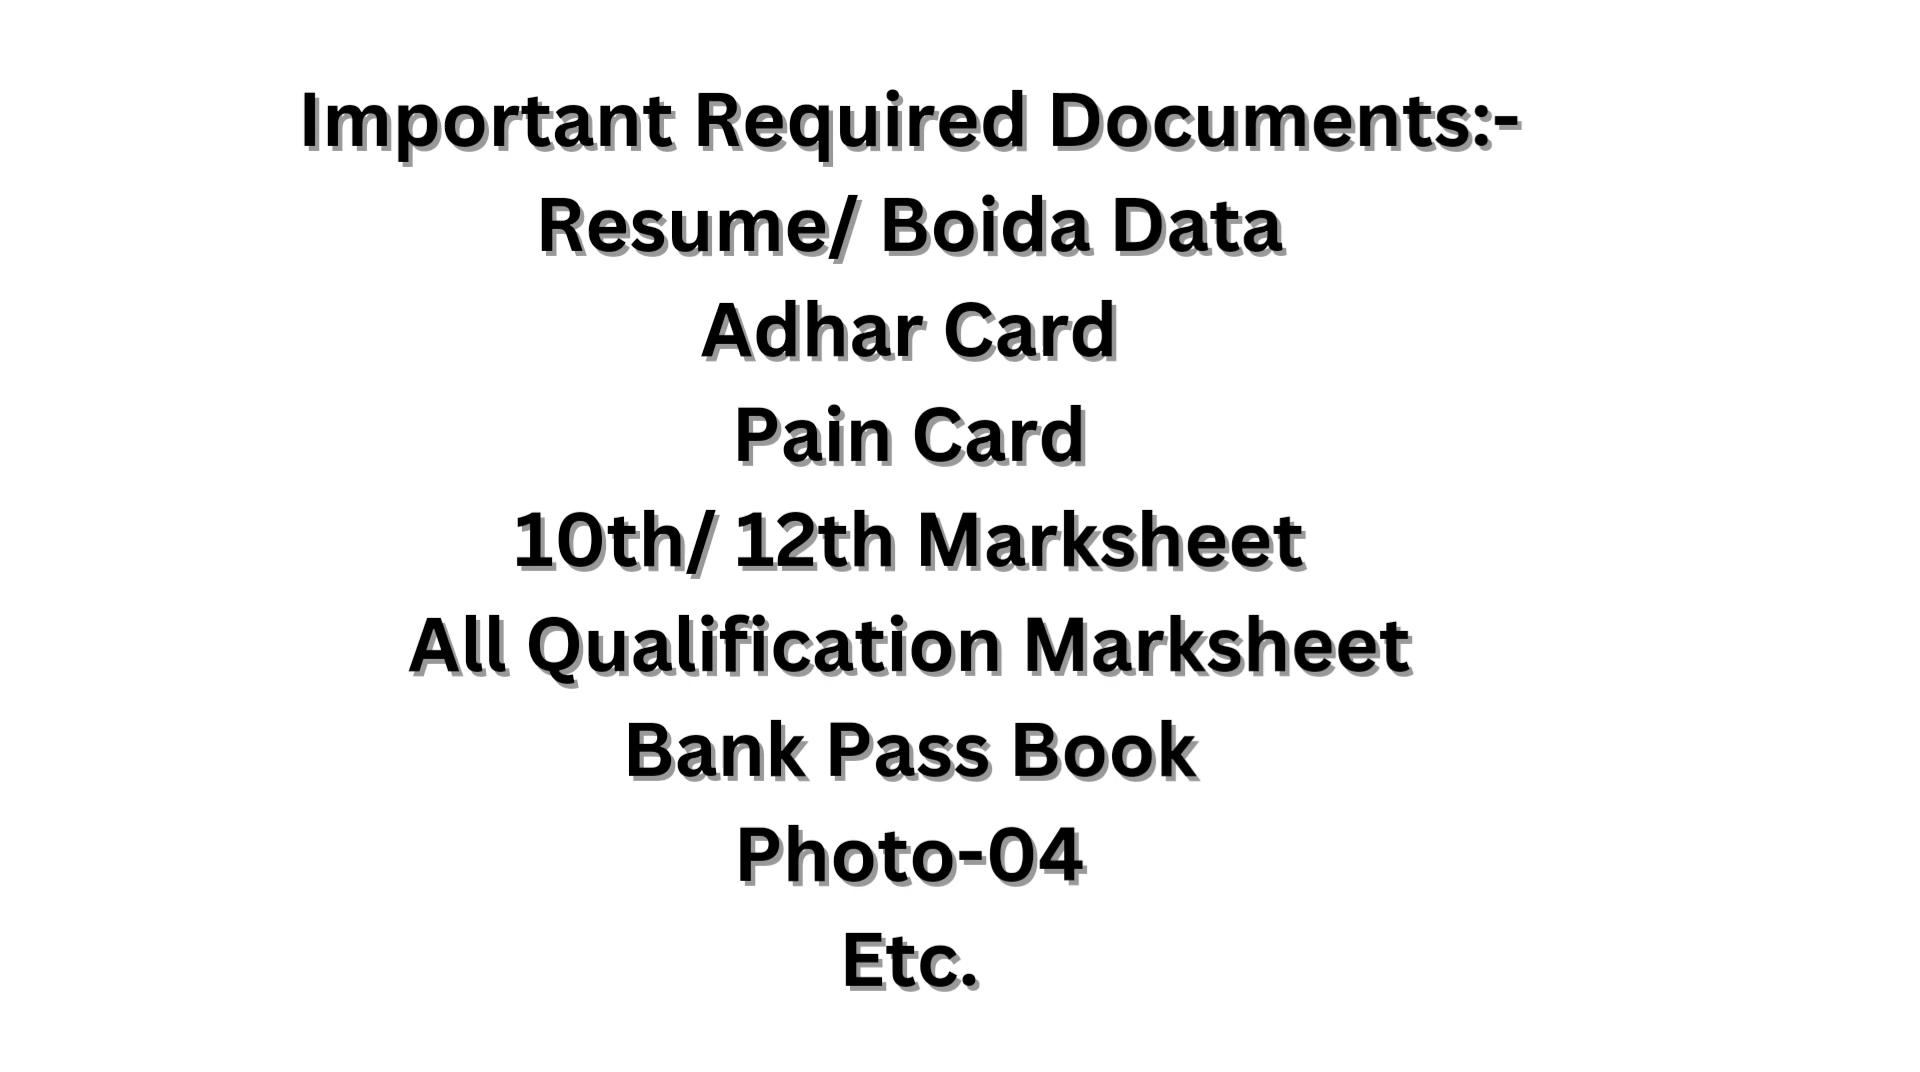 Important Required Documents:-
Resume/ Boida Data
Adhar Card
Pain Card
10th/ 12th Marksheet
All Qualification Marksheet
Bank Pass Book
Photo-04
Etc.